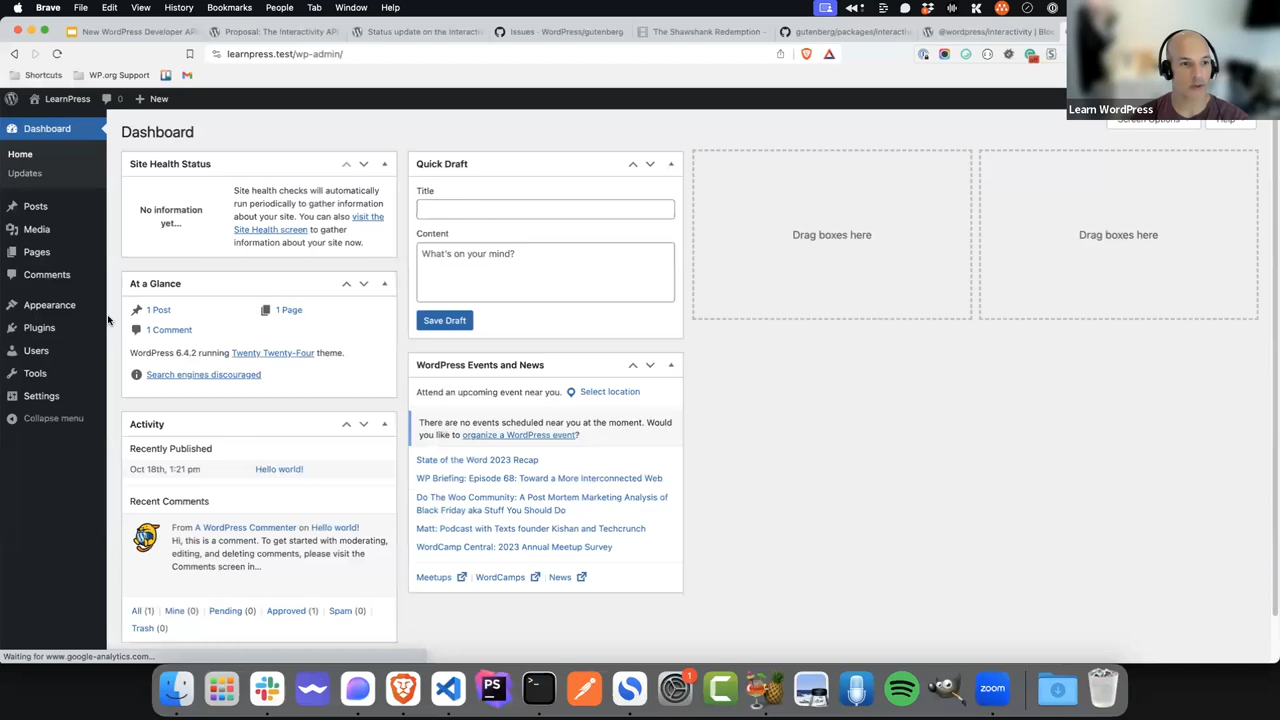 Brave File Edit View History Bookmarks People Tab Window Help
New WordPress Developer AP
Proposal: The Interactivity AP
Status update on the Interacti
Issues · WordPress/gutenberg
The Shawshank Redemption -
gutenberg/packages/interactiv
@wordpress/interactivity | Blo
learnpress.test/wp-admin/
Shortcuts WP.org Support
LearnPress 0 New
Learn WordPress
Screen Options Help
Dashboard
Home
Updates
Posts
Media
Pages
Comments
Appearance
Plugins
Users
Tools
Settings
Collapse menu
Dashboard
Site Health Status
No information
yet...
Site health checks will automatically
run periodically to gather information
about your site. You can also visit the
Site Health screen to gather
information about your site now.
At a Glance
1 Post 1 Page
1 Comment
WordPress 6.4.2 running Twenty Twenty-Four theme.
Search engines discouraged
Activity
Recently Published
Oct 18th, 1:21 pm Hello world!
Recent Comments
From A WordPress Commenter on Hello world!
Hi, this is a comment. To get started with moderating,
editing, and deleting comments, please visit the
Comments screen in...
All (1) | Mine (0) | Pending (0) | Approved (1) | Spam (0) |
Trash (0)
Quick Draft
Title
Content
What's on your mind?
Save Draft
WordPress Events and News
Attend an upcoming event near you. Select location
There are no events scheduled near you at the moment. Would
you like to organize a WordPress event?
State of the Word 2023 Recap
WP Briefing: Episode 68: Toward a More Interconnected Web
Do The Woo Community: A Post Mortem Marketing Analysis of
Black Friday aka Stuff You Should Do
Matt: Podcast with Texts founder Kishan and Techcrunch
WordCamp Central: 2023 Annual Meetup Survey
Meetups | WordCamps | News
Drag boxes here
Drag boxes here
Waiting for www.google-analytics.com...
PS
1
zoom